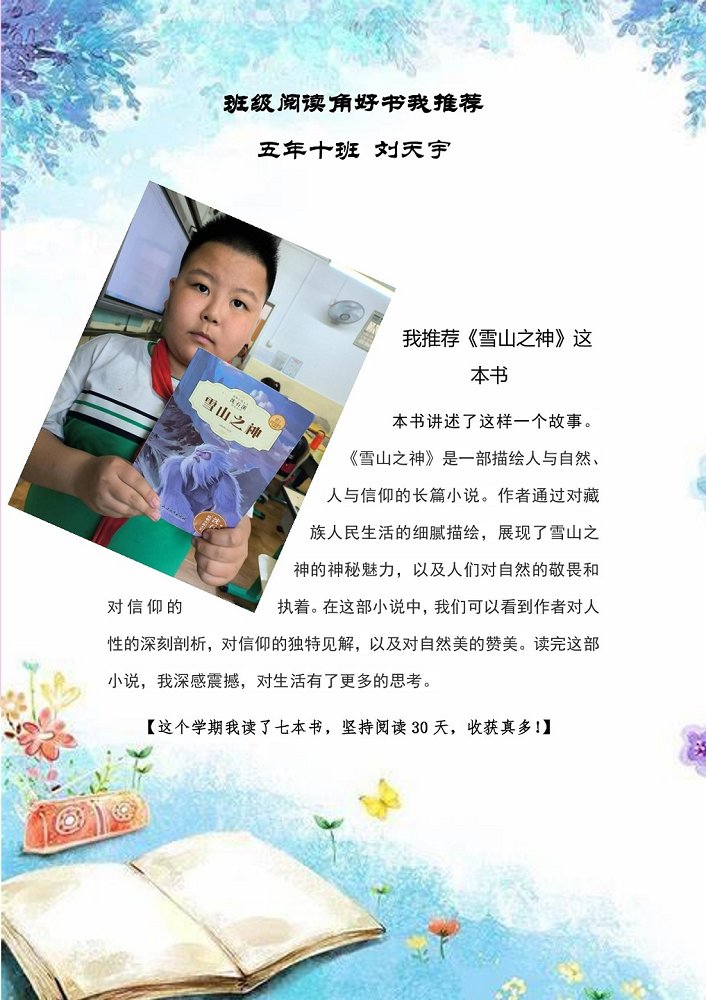 班级阅读角好书我推荐
五年十班 刘天宇
我推荐《雪山之神》这
本书
本书讲述了这样一个故事。
《雪山之神》是一部描绘人与自然、
人与信仰的长篇小说。作者通过对藏
族人民生活的细腻描绘，展现了雪山之
神的神秘魅力，以及人们对自然的敬畏和
对信仰的 执着。在这部小说中，我们可以看到作者对人
性的深刻剖析，对信仰的独特见解，以及对自然美的赞美。读完这部
小说，我深感震撼，对生活有了更多的思考。
【这个学期我读了七本书，坚持阅读 30 天，收获真多！】
沈石溪
雪山之神